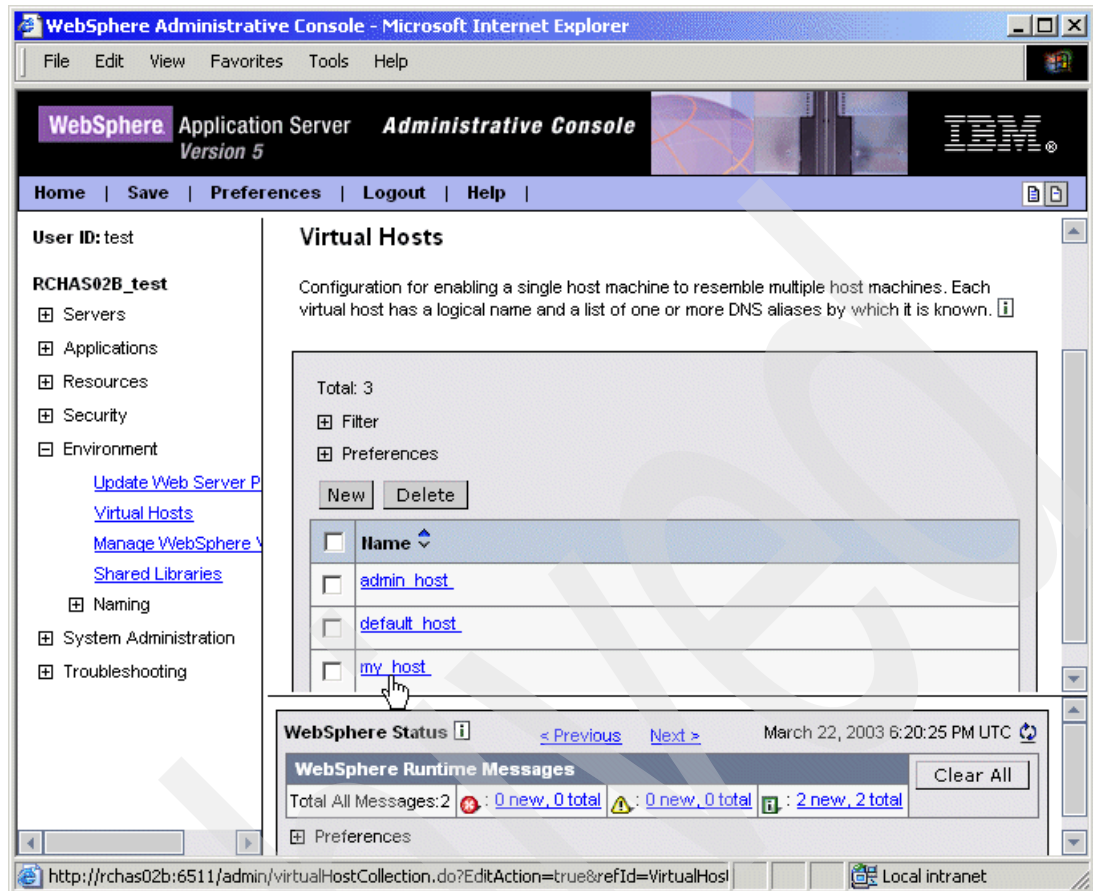 WebSphere Administrative Console - Microsoft Internet Explorer
File Edit View Favorites Tools Help
WebSphere Application Server Administrative Console
Version 5
IBM®
Home | Save | Preferences | Logout | Help |
User ID: test
RCHAS02B_test
Servers
Applications
Resources
Security
Environment
Update Web Server P
Virtual Hosts
Manage WebSphere V
Shared Libraries
Naming
System Administration
Troubleshooting
Virtual Hosts
Configuration for enabling a single host machine to resemble multiple host machines. Each
virtual host has a logical name and a list of one or more DNS aliases by which it is known. i
Total: 3
Filter
Preferences
New Delete
Name
admin_host
default_host
my_host
WebSphere Status i < Previous Next > March 22, 2003 6:20:25 PM UTC
WebSphere Runtime Messages
Clear All
Total All Messages:2 : 0 new, 0 total : 0 new, 0 total : 2 new, 2 total
Preferences
http://rchas02b:6511/admin/virtualHostCollection.do?EditAction=true&refId=VirtualHos
Local intranet